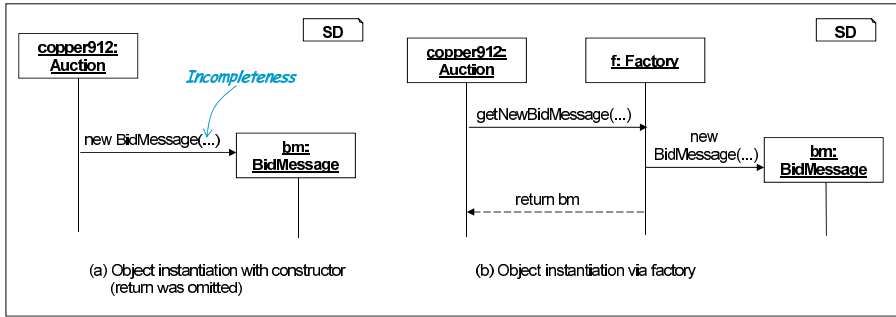 SD
copper912:
Auction
Incompleteness
new BidMessage(...)
bm:
BidMessage
(a) Object instantiation with constructor
(return was omitted)
SD
copper912:
Auction
f: Factory
getNewBidMessage(...)
new
BidMessage(...)
bm:
BidMessage
return bm
(b) Object instantiation via factory